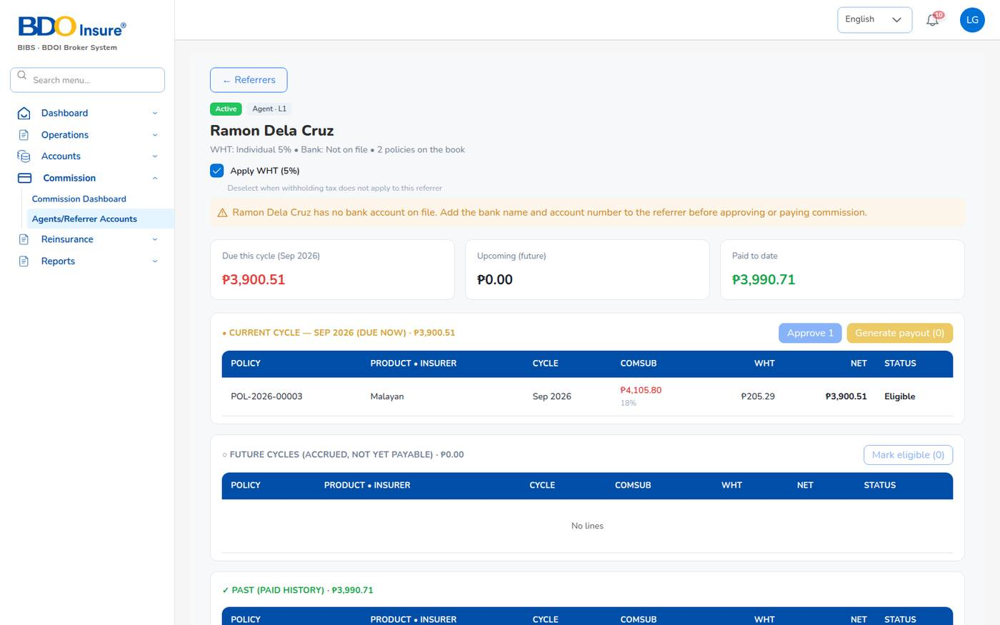 BDO Insure®
BIBS · BDOI Broker System
Search menu...
Dashboard
Operations
Accounts
Commission
Commission Dashboard
Agents/Referrer Accounts
Reinsurance
Reports
English
10
LG
← Referrers
Active Agent · L1
Ramon Dela Cruz
WHT: Individual 5% • Bank: Not on file • 2 policies on the book
Apply WHT (5%)
Deselect when withholding tax does not apply to this referrer
Ramon Dela Cruz has no bank account on file. Add the bank name and account number to the referrer before approving or paying commission.
Due this cycle (Sep 2026)
₱3,900.51
Upcoming (future)
₱0.00
Paid to date
₱3,990.71
● CURRENT CYCLE — SEP 2026 (DUE NOW) · ₱3,900.51
Approve 1
Generate payout (0)
POLICY PRODUCT • INSURER CYCLE COMSUB WHT NET STATUS
POL-2026-00003 Malayan Sep 2026 ₱4,105.80 ₱205.29 ₱3,900.51 Eligible
18%
○ FUTURE CYCLES (ACCRUED, NOT YET PAYABLE) · ₱0.00
Mark eligible (0)
POLICY PRODUCT • INSURER CYCLE COMSUB WHT NET STATUS
No lines
✓ PAST (PAID HISTORY) · ₱3,990.71
POLICY PRODUCT • INSURER CYCLE COMSUB WHT NET STATUS